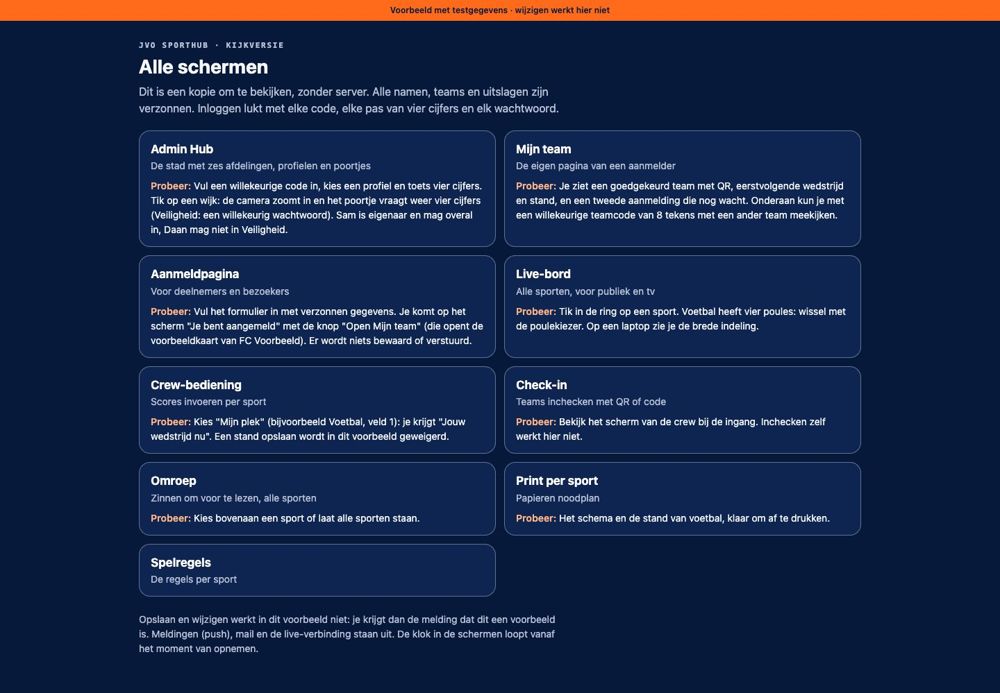 Voorbeeld met testgegevens · wijzigen werkt hier niet
JVO SPORTHUB · KIJKVERSIE
Alle schermen
Dit is een kopie om te bekijken, zonder server. Alle namen, teams en uitslagen zijn
verzonnen. Inloggen lukt met elke code, elke pas van vier cijfers en elk wachtwoord.
Admin Hub
De stad met zes afdelingen, profielen en poortjes
Probeer: Vul een willekeurige code in, kies een profiel en toets vier cijfers.
Tik op een wijk: de camera zoomt in en het poortje vraagt weer vier cijfers
(Veiligheid: een willekeurig wachtwoord). Sam is eigenaar en mag overal
in, Daan mag niet in Veiligheid.
Mijn team
De eigen pagina van een aanmelder
Probeer: Je ziet een goedgekeurd team met QR, eerstvolgende wedstrijd
en stand, en een tweede aanmelding die nog wacht. Onderaan kun je met
een willekeurige teamcode van 8 tekens met een ander team meekijken.
Aanmeldpagina
Voor deelnemers en bezoekers
Probeer: Vul het formulier in met verzonnen gegevens. Je komt op het
scherm "Je bent aangemeld" met de knop "Open Mijn team" (die opent de
voorbeeldkaart van FC Voorbeeld). Er wordt niets bewaard of verstuurd.
Live-bord
Alle sporten, voor publiek en tv
Probeer: Tik in de ring op een sport. Voetbal heeft vier poules: wissel met
de poulekiezer. Op een laptop zie je de brede indeling.
Crew-bediening
Scores invoeren per sport
Probeer: Kies "Mijn plek" (bijvoorbeeld Voetbal, veld 1): je krijgt "Jouw
wedstrijd nu". Een stand opslaan wordt in dit voorbeeld geweigerd.
Check-in
Teams inchecken met QR of code
Probeer: Bekijk het scherm van de crew bij de ingang. Inchecken zelf
werkt hier niet.
Omroep
Zinnen om voor te lezen, alle sporten
Probeer: Kies bovenaan een sport of laat alle sporten staan.
Print per sport
Papieren noodplan
Probeer: Het schema en de stand van voetbal, klaar om af te drukken.
Spelregels
De regels per sport
Opslaan en wijzigen werkt in dit voorbeeld niet: je krijgt dan de melding dat dit een voorbeeld
is. Meldingen (push), mail en de live-verbinding staan uit. De klok in de schermen loopt vanaf
het moment van opnemen.